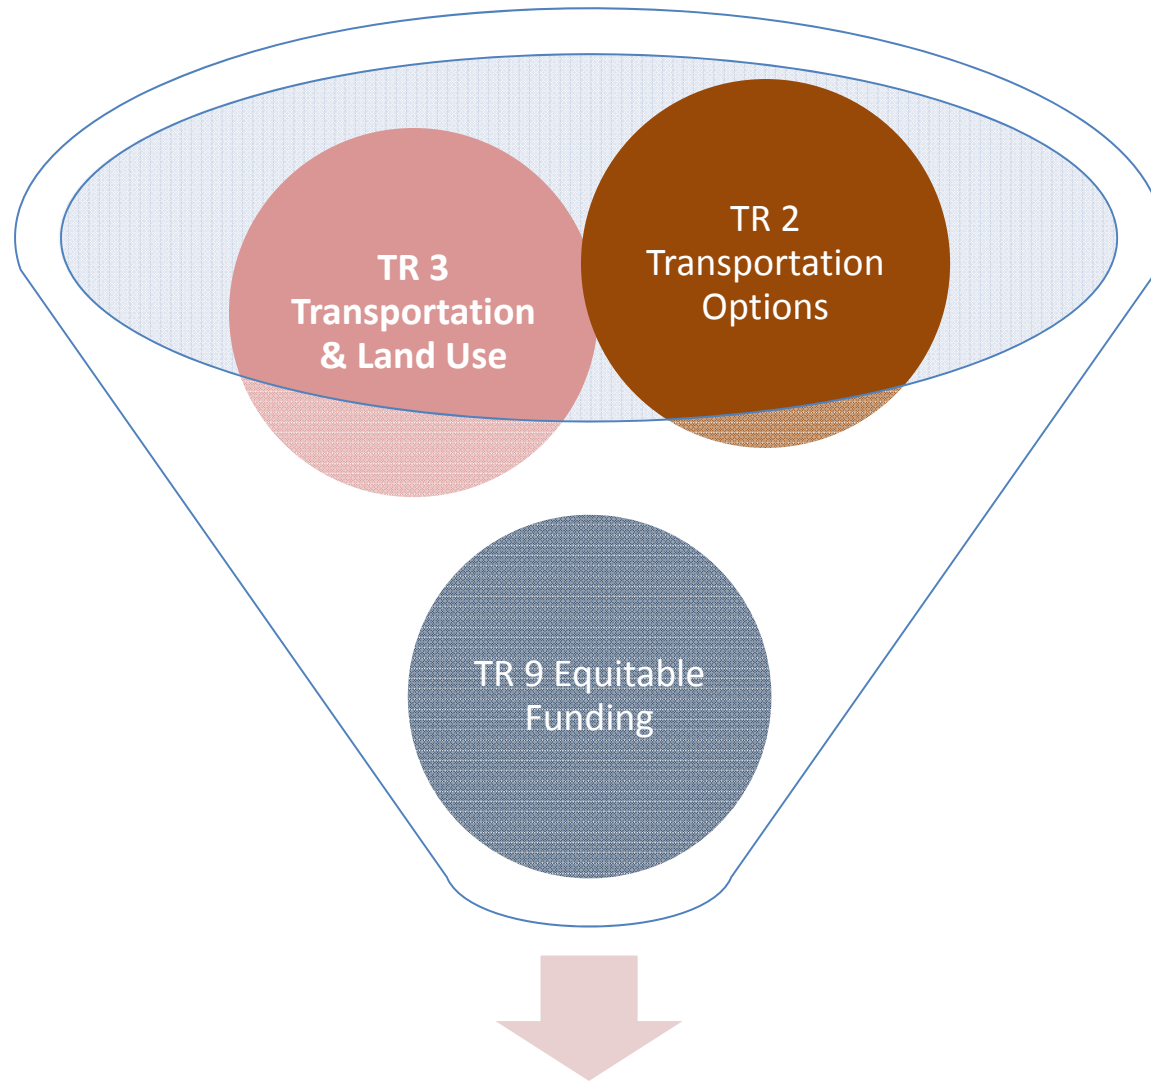 TR 3
Transportation
& Land Use
TR 2
Transportation
Options
TR 9 Equitable
Funding